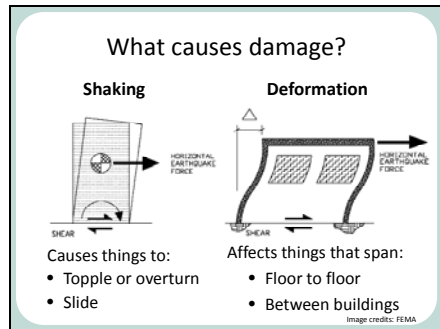 What causes damage?
Shaking
HORIZONTAL
EARTHQUAKE
FORCE
SHEAR
Causes things to:
• Topple or overturn
• Slide
Deformation
△
HORIZONTAL
EARTHQUAKE
FORCE
SHEAR
Affects things that span:
• Floor to floor
• Between buildings
Image credits: FEMA